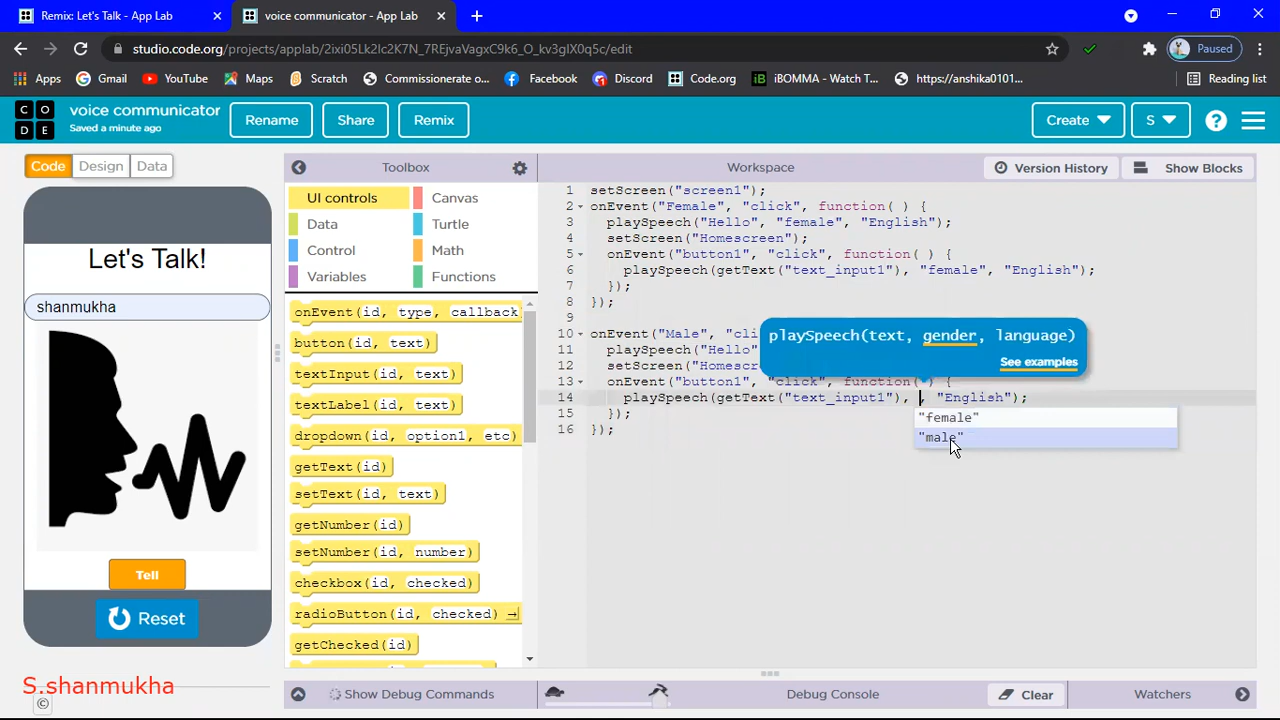 Remix: Let's Talk - App Lab
voice communicator - App Lab
studio.code.org/projects/applab/2ixi05Lk2lc2K7N_7REjvaVagxC9k6_O_kv3gIX0q5c/edit
Paused
Apps
Gmail
YouTube
Maps
Scratch
Commissionerate o...
Facebook
Discord
Code.org
iBOMMA - Watch T...
https://anshika0101...
Reading list
C O
D E
voice communicator
Saved a minute ago
Rename
Share
Remix
Create
S
?
Code
Design
Data
Toolbox
Workspace
Version History
Show Blocks
Let's Talk!
shanmukha
Tell
Reset
S.shanmukha
©
UI controls
Canvas
Data
Turtle
Control
Math
Variables
Functions
onEvent(id, type, callback)
button(id, text)
textInput(id, text)
textLabel(id, text)
dropdown(id, option1, etc)
getText(id)
setText(id, text)
getNumber(id)
setNumber(id, number)
checkbox(id, checked)
radioButton(id, checked)
getChecked(id)
1 setScreen("screen1");
2 onEvent("Female", "click", function( ) {
3 playSpeech("Hello", "female", "English");
4 setScreen("Homescreen");
5 onEvent("button1", "click", function( ) {
6 playSpeech(getText("text_input1"), "female", "English");
7 });
8 });
9
10 onEvent("Male", "cli
11 playSpeech("Hello"
12 setScreen("Homescr
13 onEvent("button1", "click", function( ) {
14 playSpeech(getText("text_input1"), , "English");
15 });
16 });
playSpeech(text, gender, language)
See examples
"female"
"male"
Show Debug Commands
Debug Console
Clear
Watchers